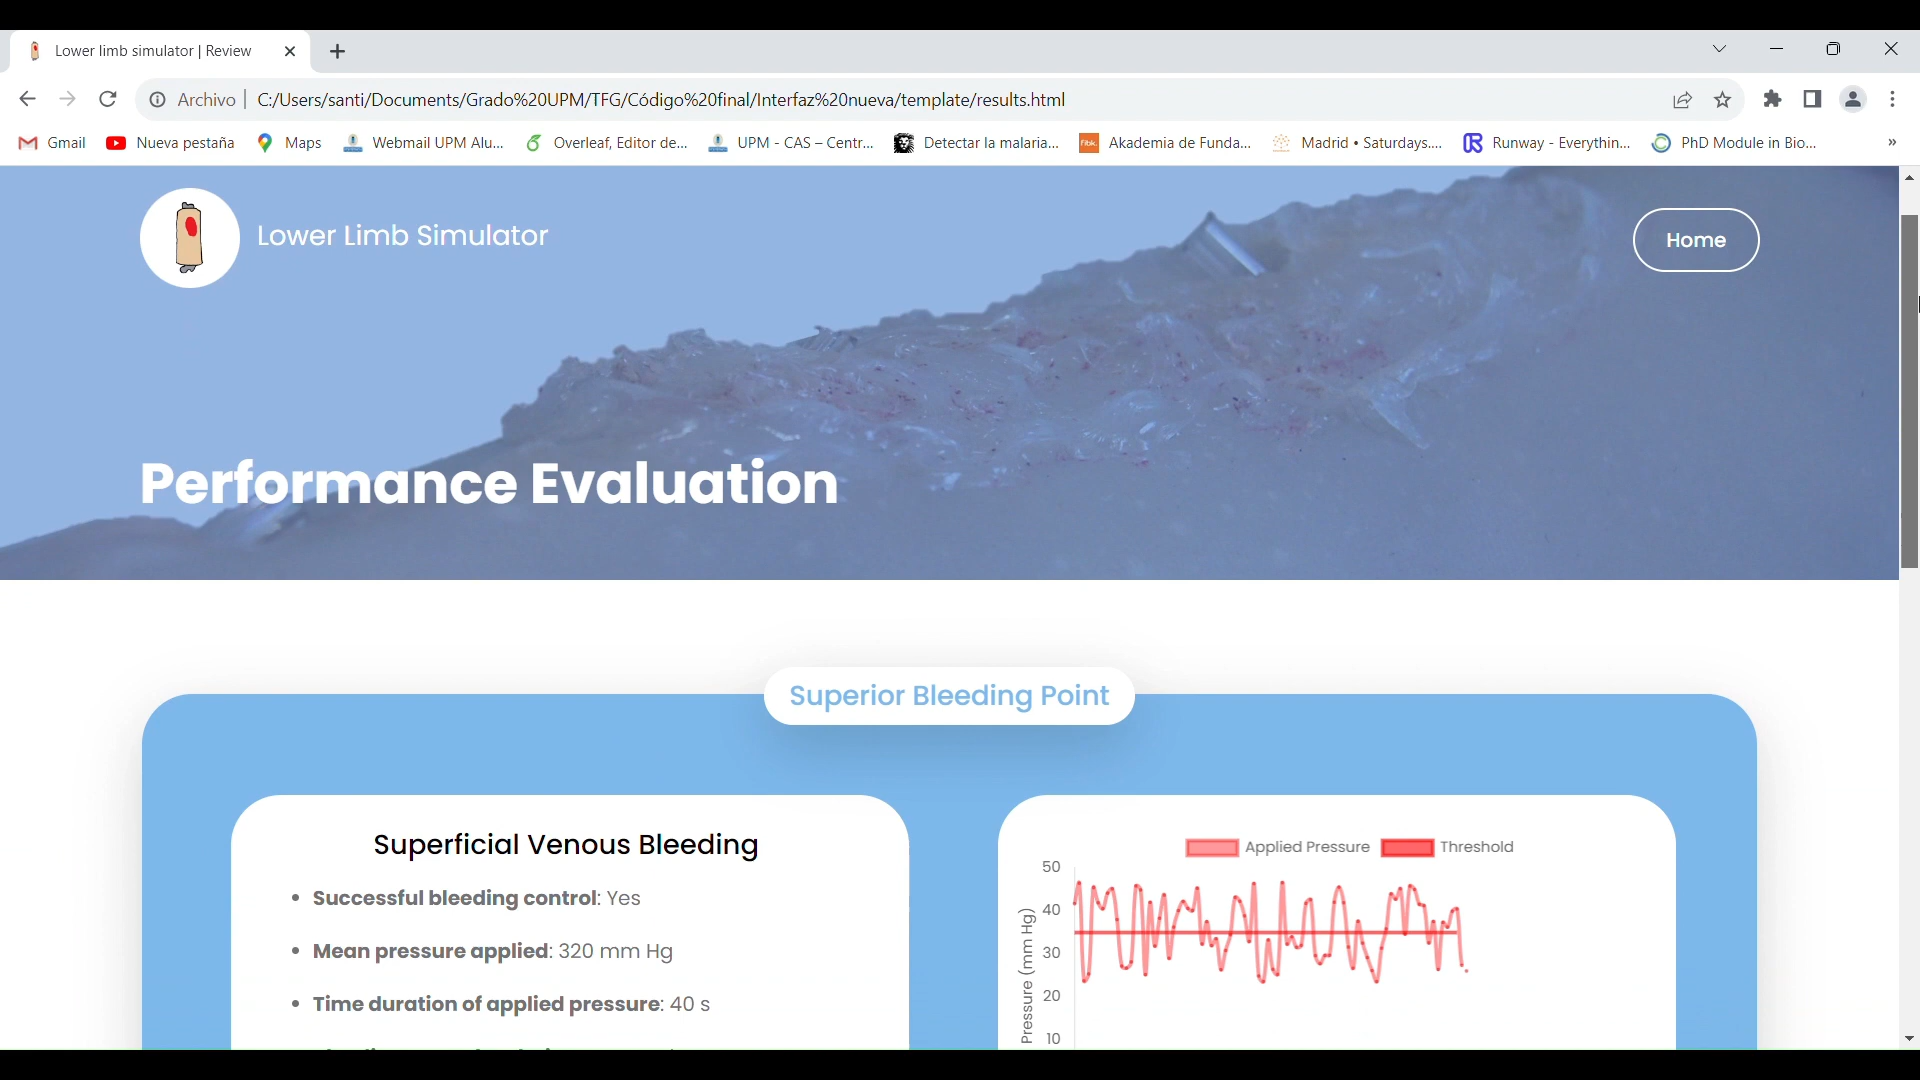 Lower limb simulator | Review
Archivo | C:/Users/santi/Documents/Grado%20UPM/TFG/Código%20final/Interfaz%20nueva/template/results.html
Gmail Nueva pestaña Maps Webmail UPM Alu... Overleaf, Editor de... UPM - CAS – Centr... Detectar la malaria... fibk. Akademia de Funda... Madrid • Saturdays.... Runway - Everythin... PhD Module in Bio... »
Lower Limb Simulator
Home
Performance Evaluation
Superior Bleeding Point
Superficial Venous Bleeding
• Successful bleeding control: Yes
• Mean pressure applied: 320 mm Hg
• Time duration of applied pressure: 40 s
Applied Pressure Threshold
50
40
30
20
10
Pressure (mm Hg)